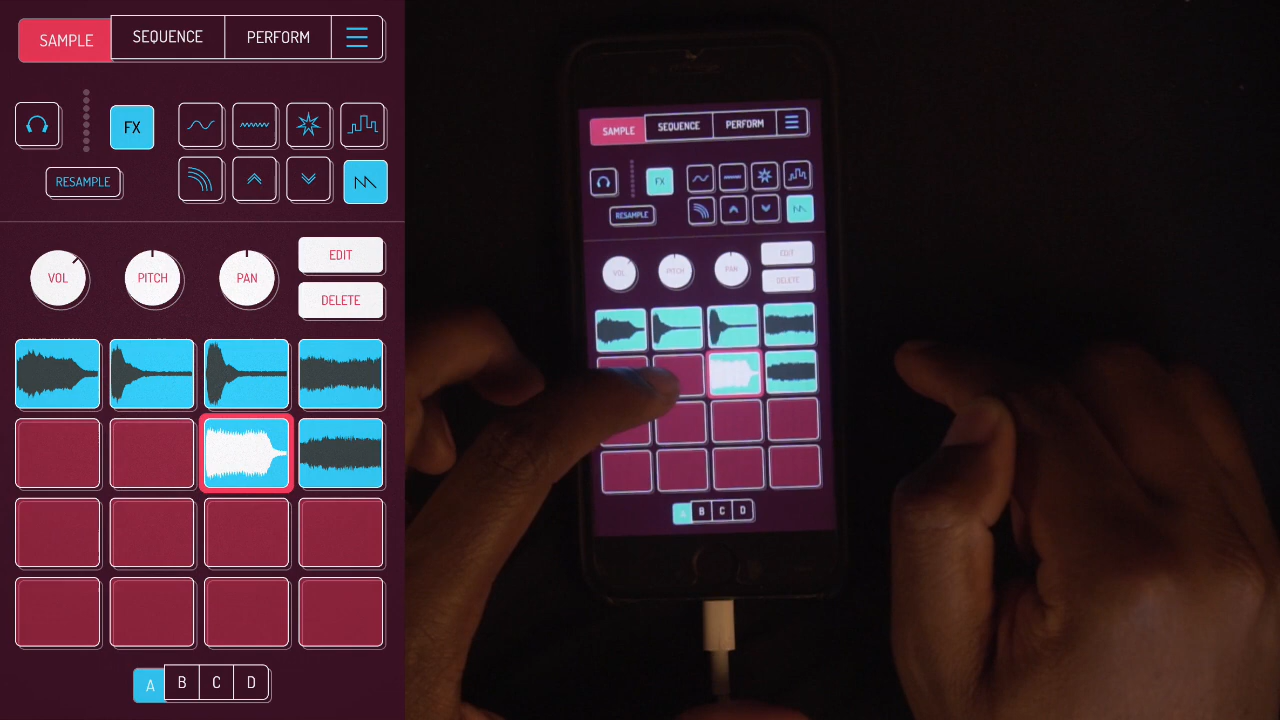 SAMPLE SEQUENCE PERFORM
FX
RESAMPLE
VOL PITCH PAN
EDIT
DELETE
A B C D
SAMPLE SEQUENCE PERFORM
FX
RESAMPLE
VOL PITCH PAN
EDIT
DELETE
A B C D